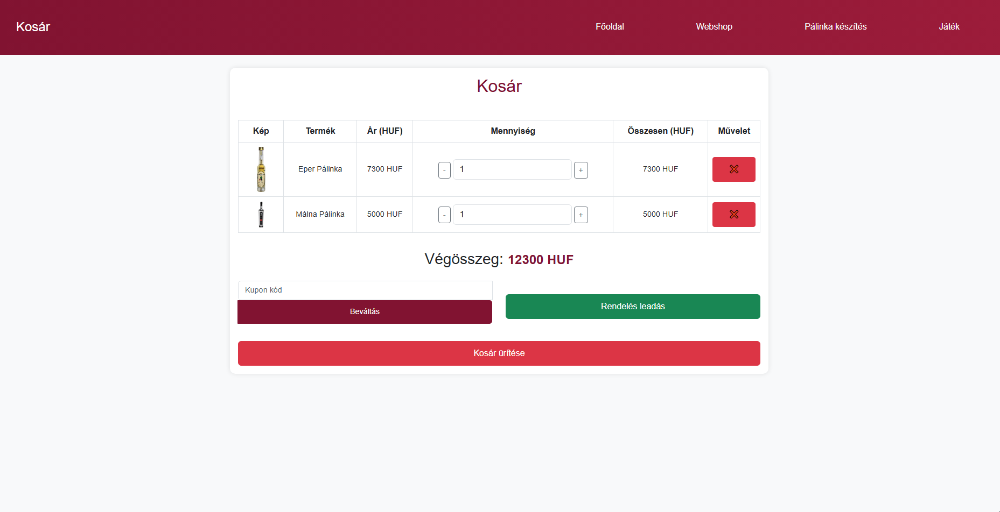 Kosár Főoldal Webshop Pálinka készítés Játék
Kosár
Kép Termék Ár (HUF) Mennyiség Összesen (HUF) Művelet
Eper Pálinka 7300 HUF - 1 + 7300 HUF
Málna Pálinka 5000 HUF - 1 + 5000 HUF
Végösszeg: 12300 HUF
Kupon kód
Beváltás
Rendelés leadás
Kosár ürítése